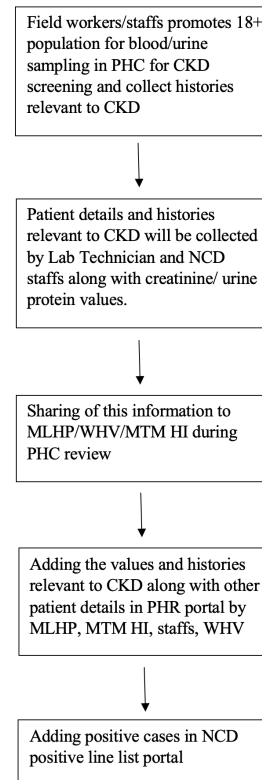 Field workers/staffs promotes 18+
population for blood/urine
sampling in PHC for CKD
screening and collect histories
relevant to CKD
Patient details and histories
relevant to CKD will be collected
by Lab Technician and NCD
staffs along with creatinine/ urine
protein values.
Sharing of this information to
MLHP/WHV/MTM HI during
PHC review
Adding the values and histories
relevant to CKD along with other
patient details in PHR portal by
MLHP, MTM HI, staffs, WHV
Adding positive cases in NCD
positive line list portal